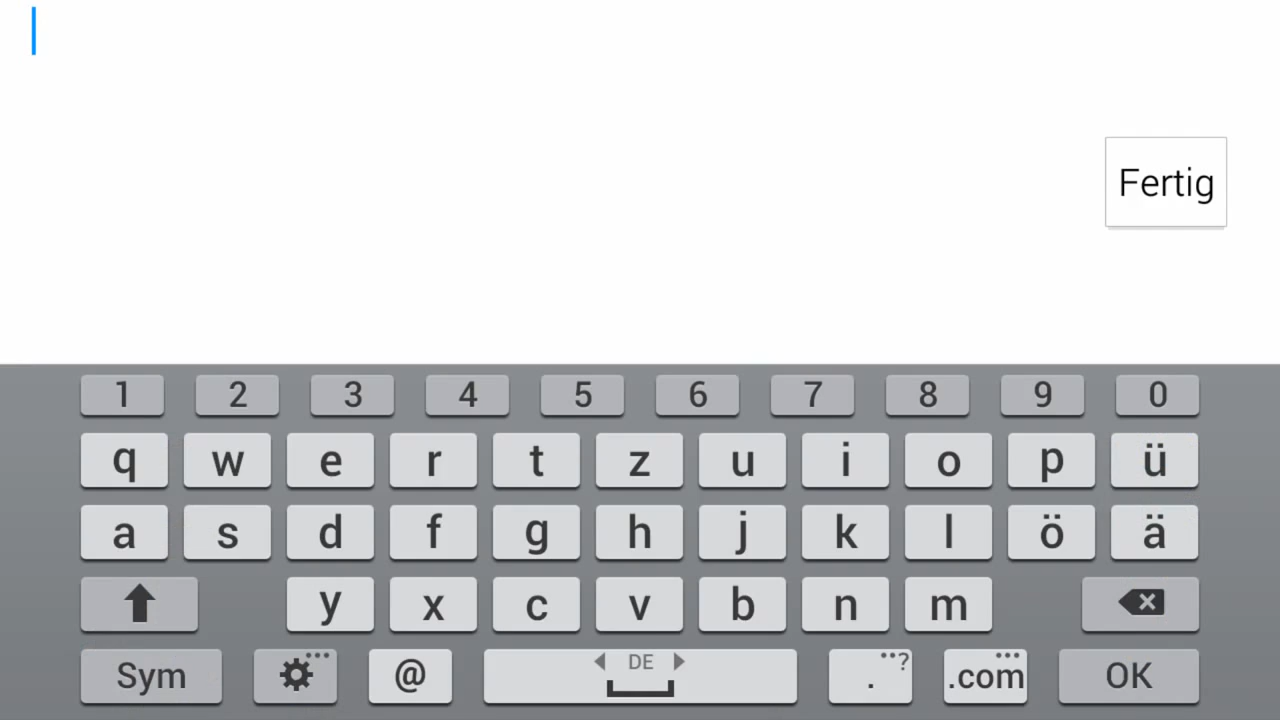 Fertig
1 2 3 4 5 6 7 8 9 0
q w e r t z u i o p ü
a s d f g h j k l ö ä
y x c v b n m
Sym ... @ DE . ..? .com ... OK